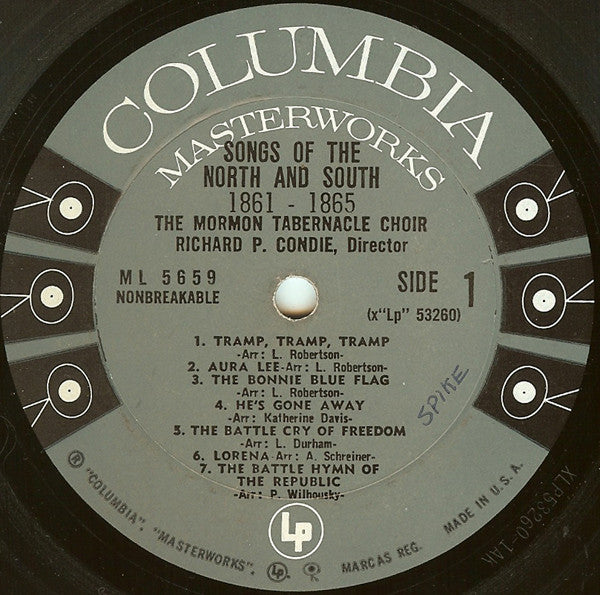 COLUMBIA
MASTERWORKS
SONGS OF THE
NORTH AND SOUTH
1861 - 1865
THE MORMON TABERNACLE CHOIR
RICHARD P. CONDIE, Director
ML 5659
NONBREAKABLE
SIDE 1
(x"Lp" 53260)
1. TRAMP, TRAMP, TRAMP
-Arr: L. Robertson-
2. AURA LEE-Arr: L. Robertson-
3. THE BONNIE BLUE FLAG
-Arr: L. Robertson-
4. HE'S GONE AWAY
-Arr: Katherine Davis-
5. THE BATTLE CRY OF FREEDOM
-Arr: L. Durham-
6. LORENA-Arr: A. Schreiner-
7. THE BATTLE HYMN OF
THE REPUBLIC
-Arr: P. Wilhousky-
SPIKE
Lp
® "COLUMBIA", "MASTERWORKS", Lp. MARCAS REG. MADE IN U.S.A.
XLP53260 1AK